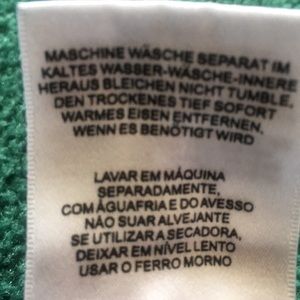 MASCHINE WÄSCHE SEPARAT IM
KALTES WASSER-WÄSCHE-INNERE
HERAUS BLEICHEN NICHT TUMBLE,
DEN TROCKENES TIEF SOFORT
WARMES EISEN ENTFERNEN,
WENN ES BENÖTIGT WIRD
LAVAR EM MÁQUINA
SEPARADAMENTE,
COM ÁGUAFRIA E DO AVESSO
NÃO SUAR ALVEJANTE
SE UTILIZAR A SECADORA,
DEIXAR EM NÍVEL LENTO
USAR O FERRO MORNO